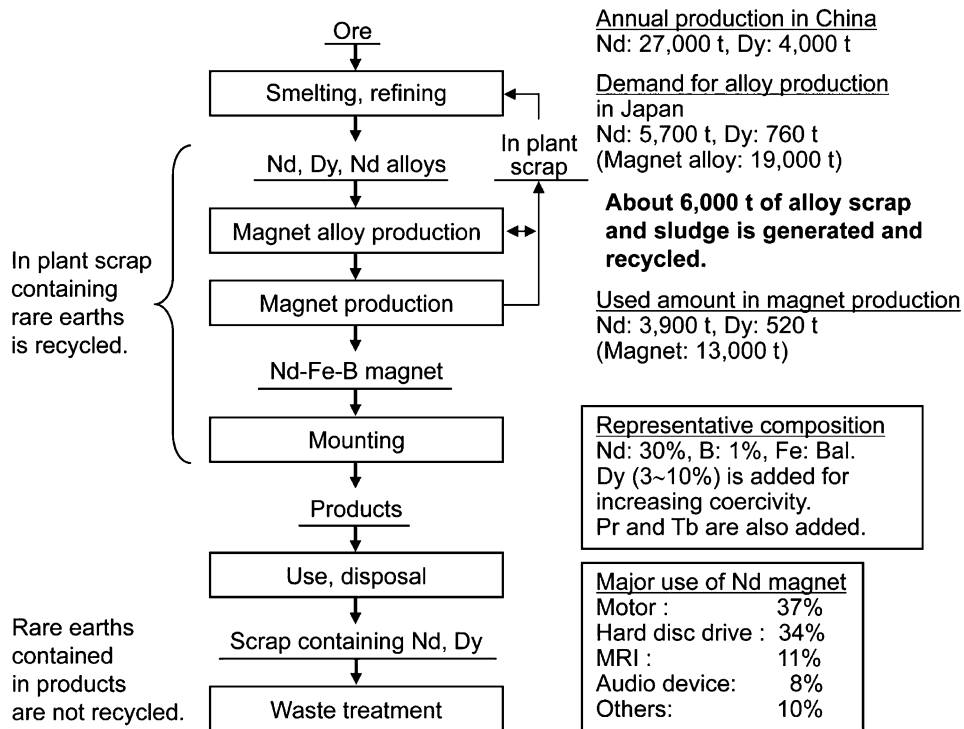 Ore
Smelting, refining
Nd, Dy, Nd alloys
Magnet alloy production
Magnet production
Nd-Fe-B magnet
Mounting
Products
Use, disposal
Scrap containing Nd, Dy
Waste treatment
In plant
scrap
In plant scrap
containing
rare earths
is recycled.
Rare earths
contained
in products
are not recycled.
Annual production in China
Nd: 27,000 t, Dy: 4,000 t
Demand for alloy production
in Japan
Nd: 5,700 t, Dy: 760 t
(Magnet alloy: 19,000 t)
About 6,000 t of alloy scrap
and sludge is generated and
recycled.
Used amount in magnet production
Nd: 3,900 t, Dy: 520 t
(Magnet: 13,000 t)
Representative composition
Nd: 30%, B: 1%, Fe: Bal.
Dy (3~10%) is added for
increasing coercivity.
Pr and Tb are also added.
Major use of Nd magnet
Motor : 37%
Hard disc drive : 34%
MRI : 11%
Audio device: 8%
Others: 10%